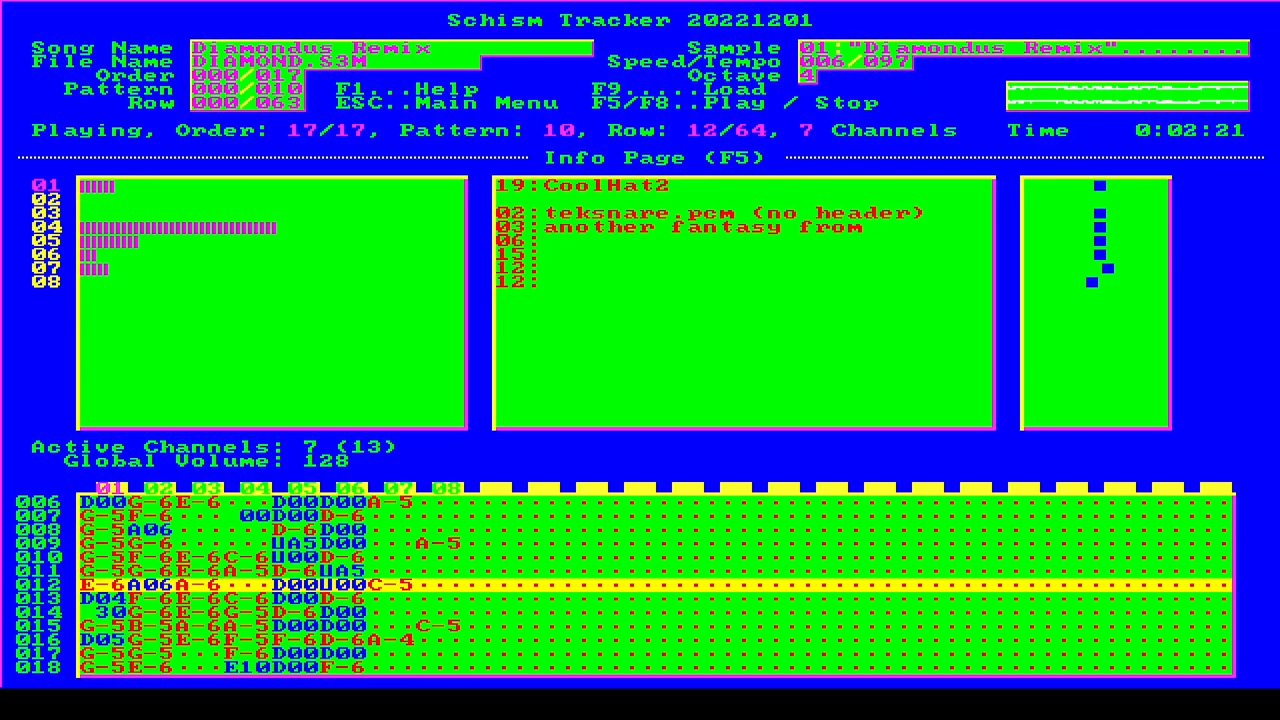 Schism Tracker 20221201
Song Name Diamondus Remix Sample 01:"Diamondus Remix"........
File Name DIAMOND.S3M Speed/Tempo 006/097
Order 000/017 Octave 4
Pattern 000/010 F1...Help F9.....Load
Row 000/063 ESC..Main Menu F5/F8..Play / Stop
Playing, Order: 17/17, Pattern: 10, Row: 12/64, 7 Channels Time 0:02:21
Info Page (F5)
01 19:CoolHat2
02
03 02:teksnare.pcm (no header)
04 03:another fantasy from
05 06:
06 15:
07 12:
08 12:
Active Channels: 7 (13)
Global Volume: 128
01 02 03 04 05 06 07 08
006 D00G-6E-6···D00D00A-5
007 G-5F-6··· 00D00D-6
008 G-5A06······D-6D00
009 G-5G-6······UA5D00···A-5
010 G-5F-6E-6C-6U00D-6
011 G-5G-6E-6A-5D-6UA5
012 E-6A06A-6···D00U00C-5
013 D04F-6E-6C-6D00D-6
014  30G-6E-6G-5D-6D00
015 G-5B-5A-6A-5D00D00···C-5
016 D05G-5E-6F-5F-6D-6A-4
017 G-5G-5···F-6D00D00
018 G-5E-6···E10D00F-6